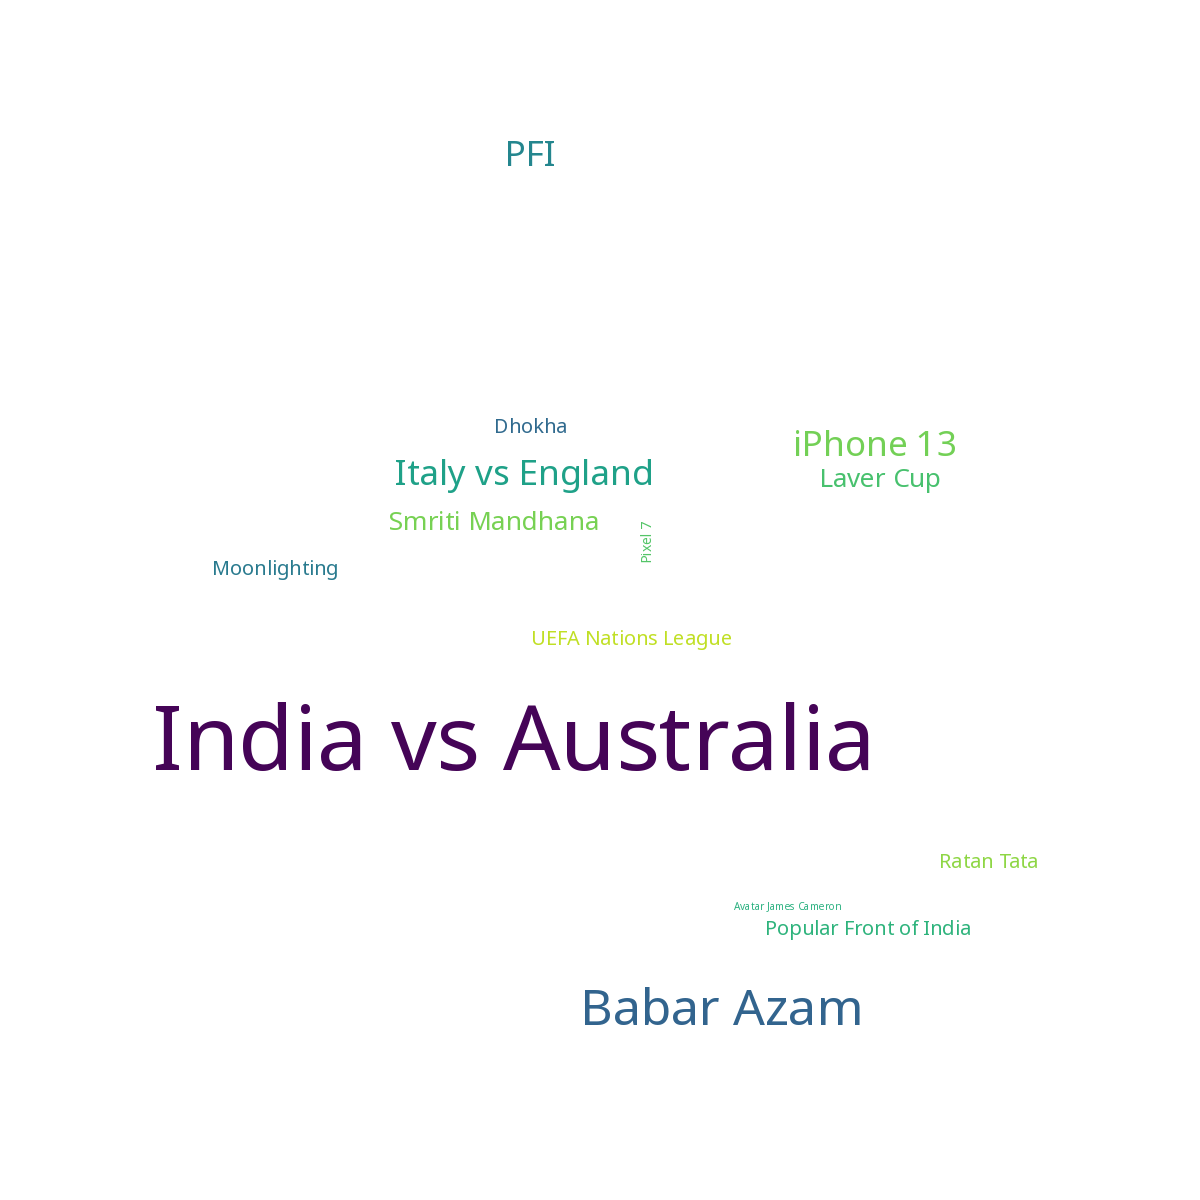 PFI
Dhokha
iPhone 13
Italy vs England
Laver Cup
Smriti Mandhana
Pixel 7
Moonlighting
UEFA Nations League
India vs Australia
Ratan Tata
Avatar James Cameron
Popular Front of India
Babar Azam